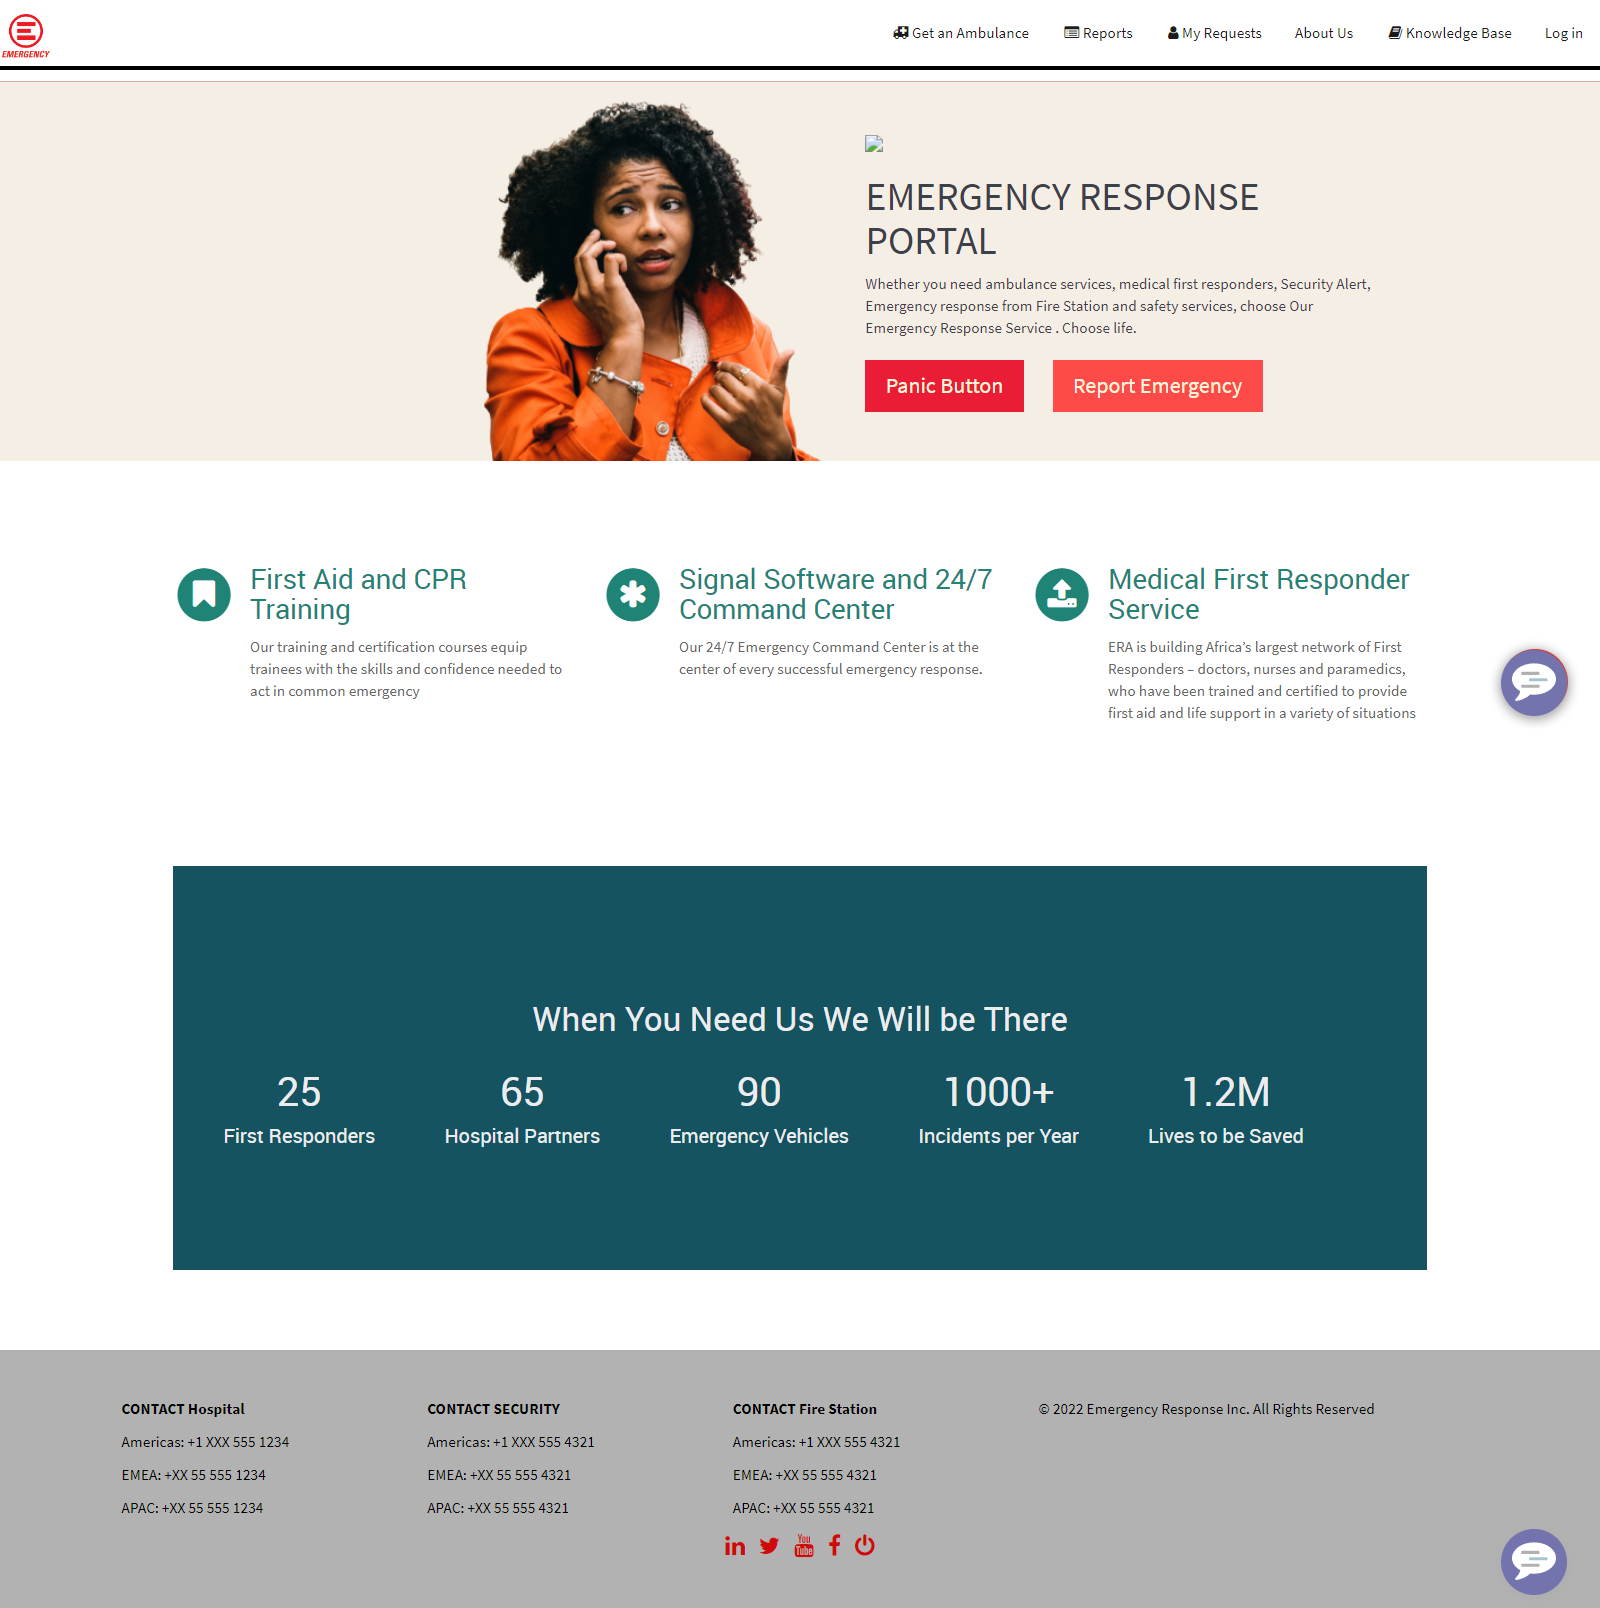 EMERGENCY
Get an Ambulance
Reports
My Requests
About Us
Knowledge Base
Log in
EMERGENCY RESPONSE
PORTAL
Whether you need ambulance services, medical first responders, Security Alert,
Emergency response from Fire Station and safety services, choose Our
Emergency Response Service . Choose life.
Panic Button
Report Emergency
First Aid and CPR
Training
Our training and certification courses equip
trainees with the skills and confidence needed to
act in common emergency
Signal Software and 24/7
Command Center
Our 24/7 Emergency Command Center is at the
center of every successful emergency response.
Medical First Responder
Service
ERA is building Africa’s largest network of First
Responders – doctors, nurses and paramedics,
who have been trained and certified to provide
first aid and life support in a variety of situations
When You Need Us We Will be There
25
First Responders
65
Hospital Partners
90
Emergency Vehicles
1000+
Incidents per Year
1.2M
Lives to be Saved
CONTACT Hospital
Americas: +1 XXX 555 1234
EMEA: +XX 55 555 1234
APAC: +XX 55 555 1234
CONTACT SECURITY
Americas: +1 XXX 555 4321
EMEA: +XX 55 555 4321
APAC: +XX 55 555 4321
CONTACT Fire Station
Americas: +1 XXX 555 4321
EMEA: +XX 55 555 4321
APAC: +XX 55 555 4321
© 2022 Emergency Response Inc. All Rights Reserved
You
Tube